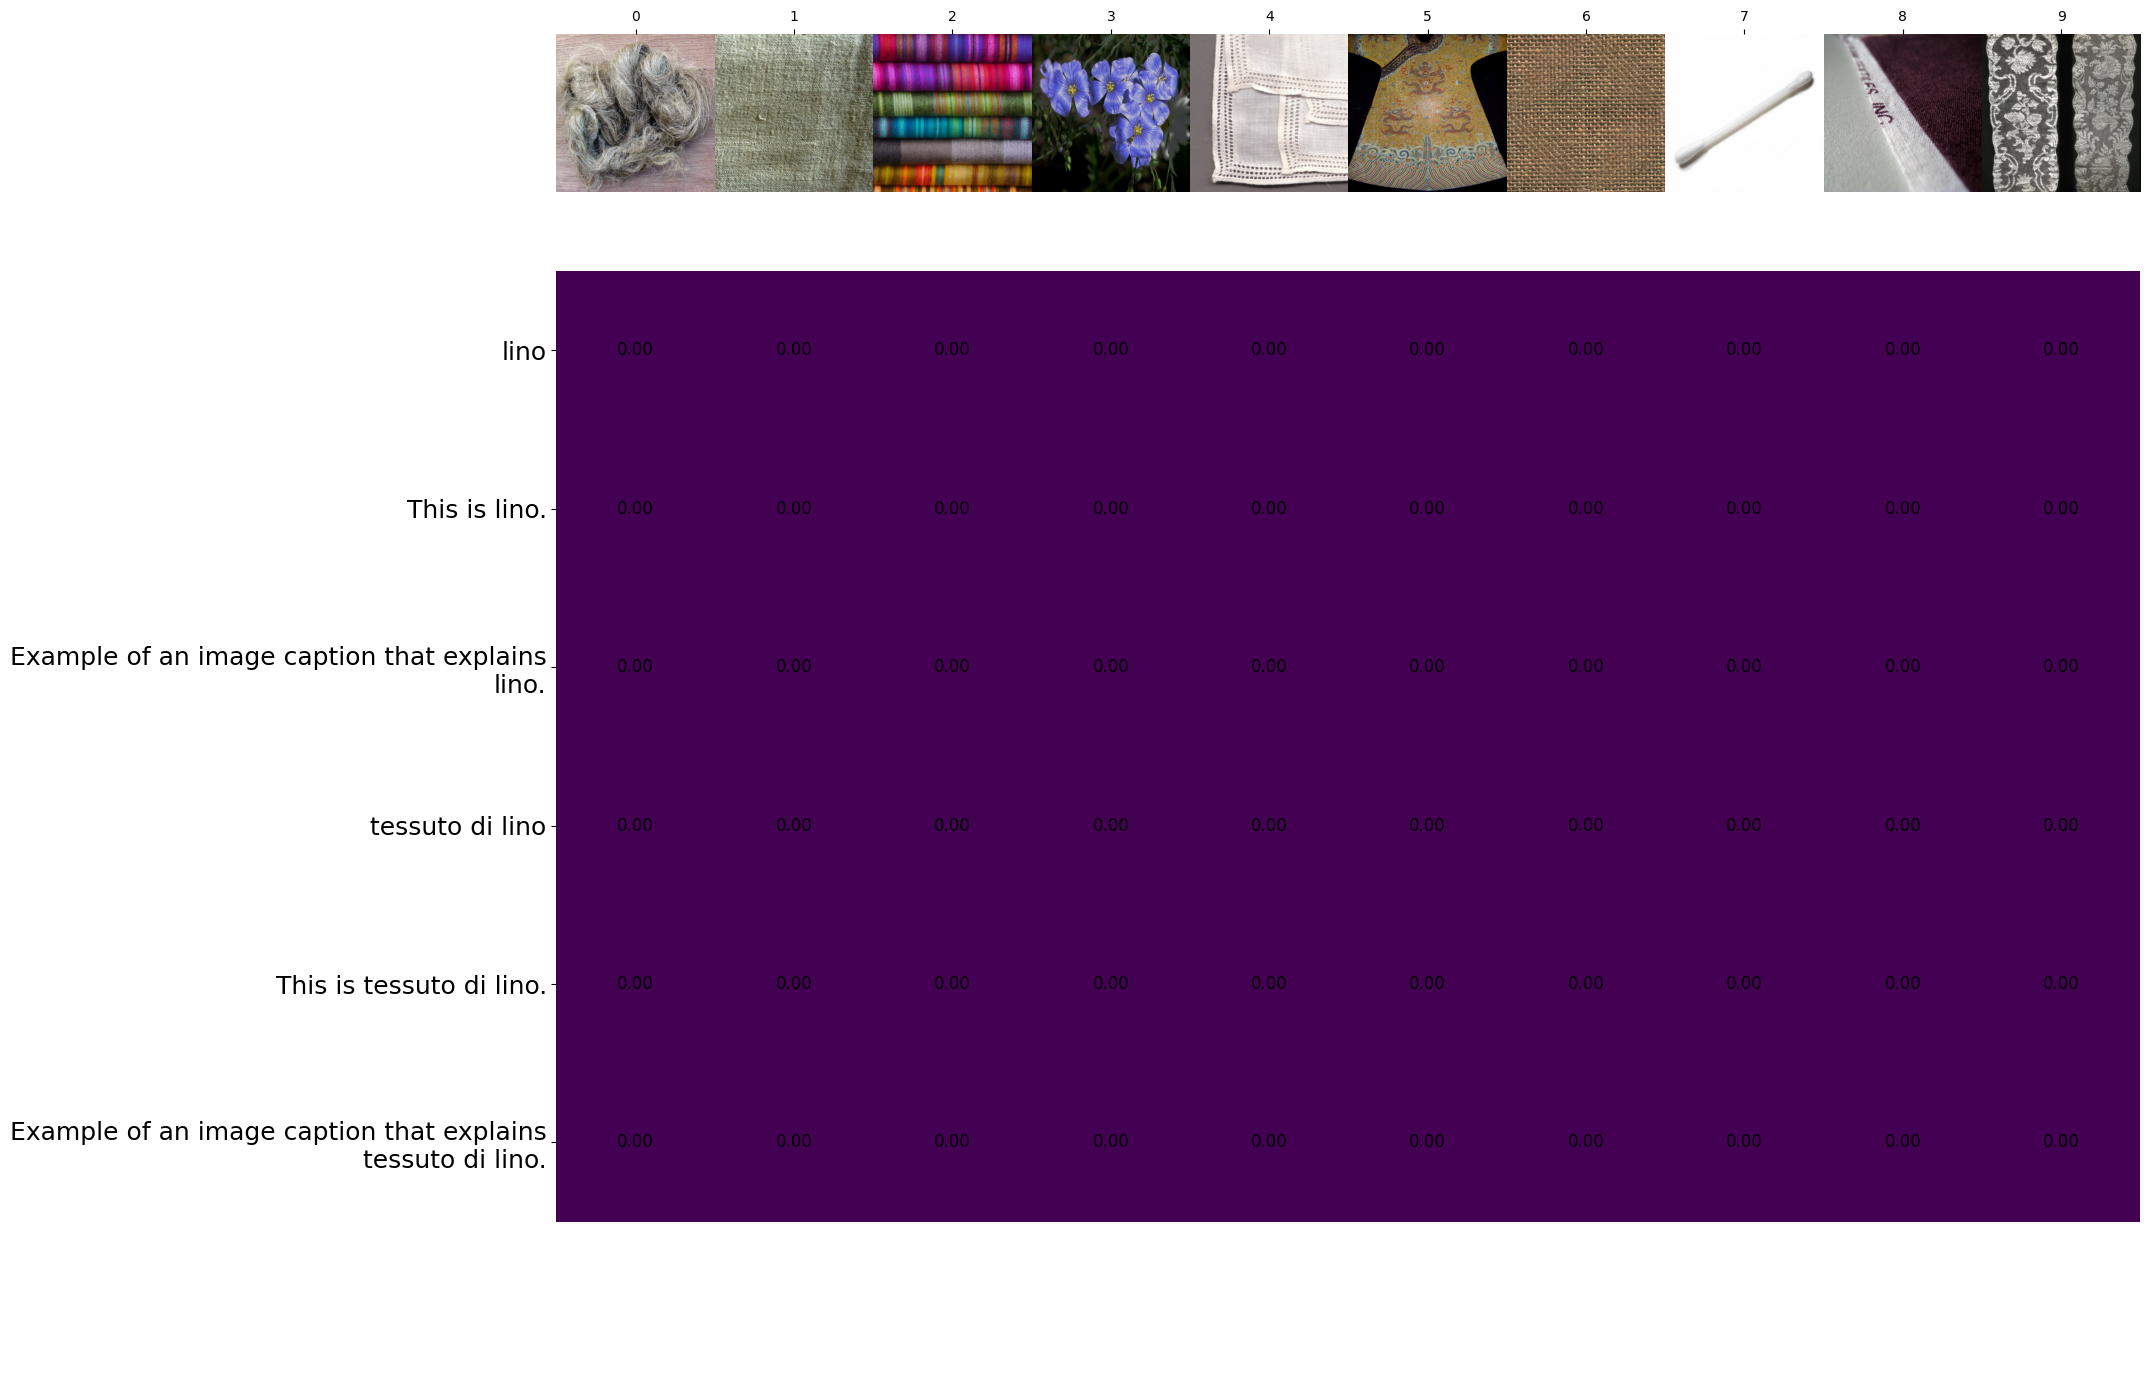 0 1 2 3 4 5 6 7 8 9
lino 0.00 0.00 0.00 0.00 0.00 0.00 0.00 0.00 0.00 0.00
This is lino. 0.00 0.00 0.00 0.00 0.00 0.00 0.00 0.00 0.00 0.00
Example of an image caption that explains
lino. 0.00 0.00 0.00 0.00 0.00 0.00 0.00 0.00 0.00 0.00
tessuto di lino 0.00 0.00 0.00 0.00 0.00 0.00 0.00 0.00 0.00 0.00
This is tessuto di lino. 0.00 0.00 0.00 0.00 0.00 0.00 0.00 0.00 0.00 0.00
Example of an image caption that explains
tessuto di lino. 0.00 0.00 0.00 0.00 0.00 0.00 0.00 0.00 0.00 0.00